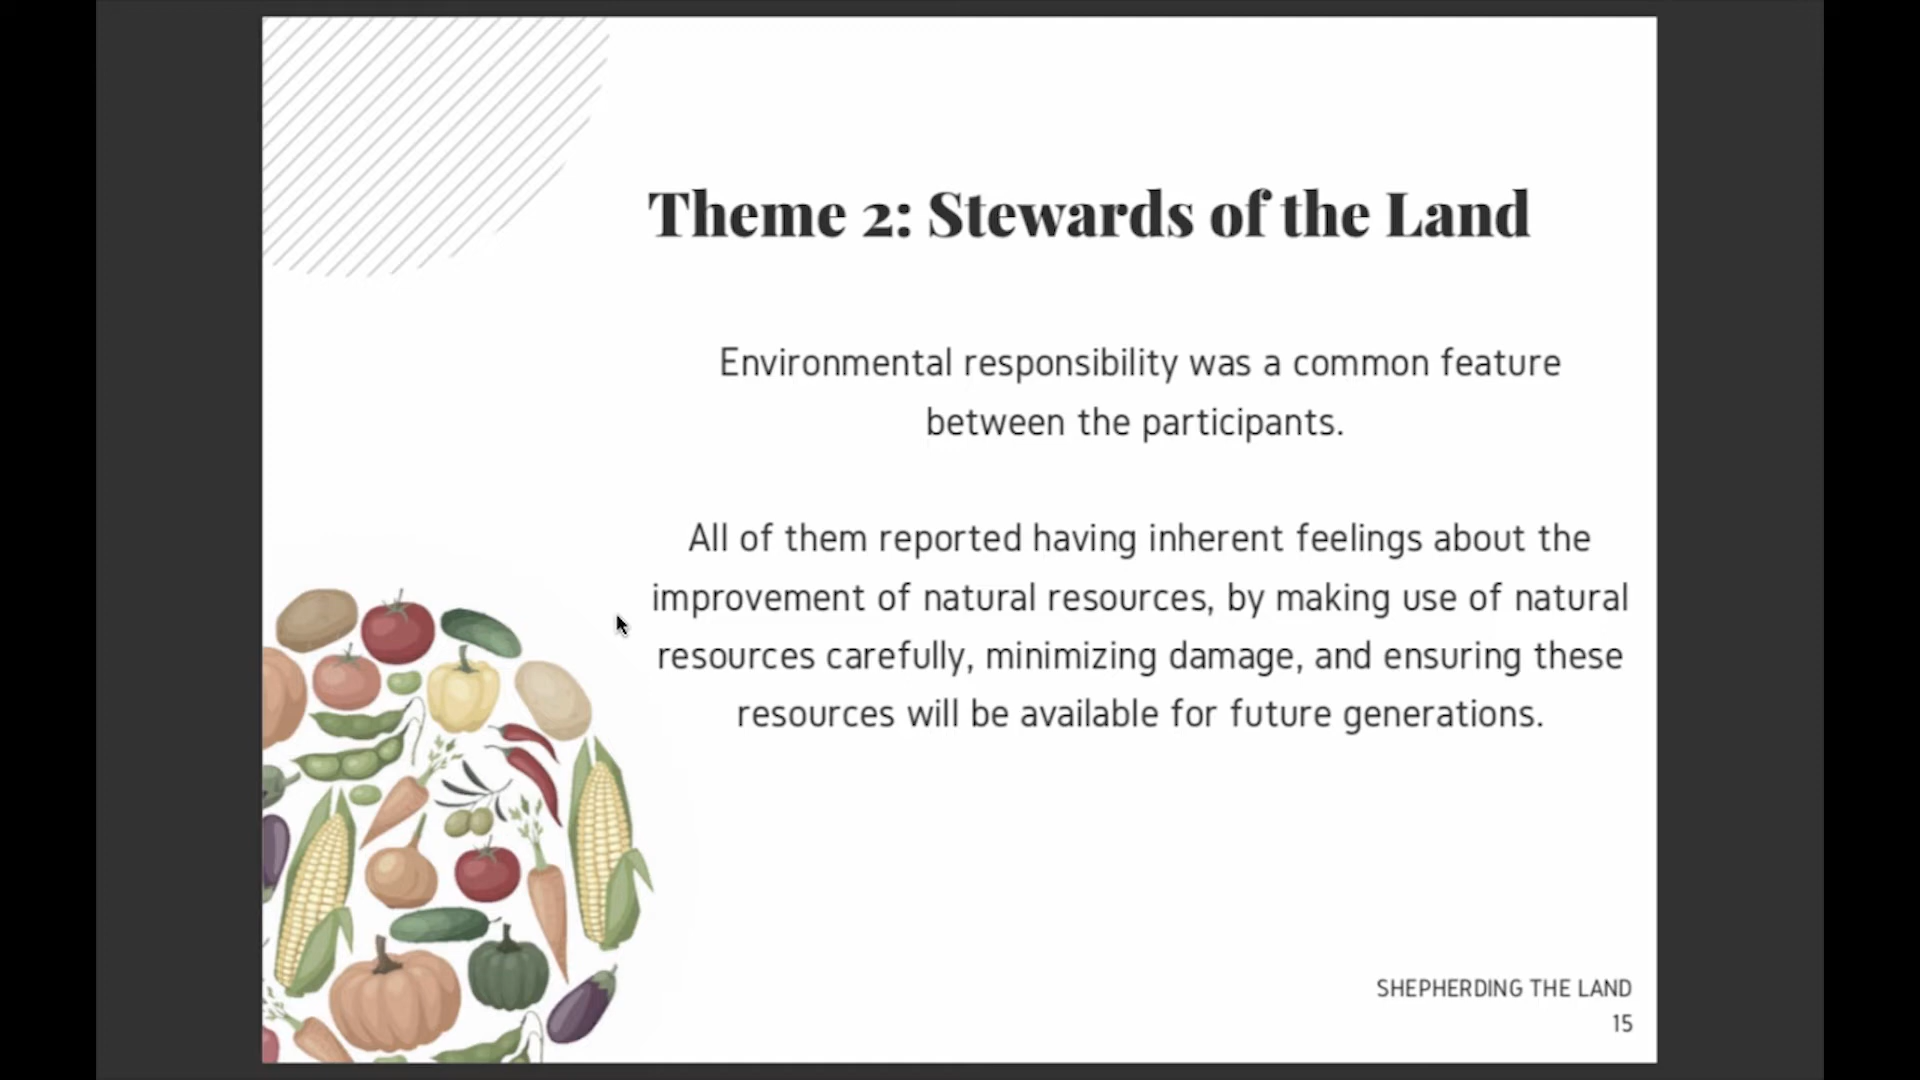 Theme 2: Stewards of the Land
Environmental responsibility was a common feature
between the participants.
All of them reported having inherent feelings about the
improvement of natural resources, by making use of natural
resources carefully, minimizing damage, and ensuring these
resources will be available for future generations.
SHEPHERDING THE LAND
15